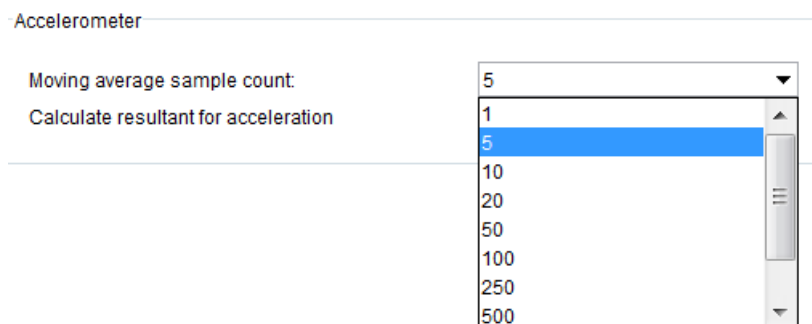 Accelerometer
Moving average sample count: 5
Calculate resultant for acceleration
1
5
10
20
50
100
250
500